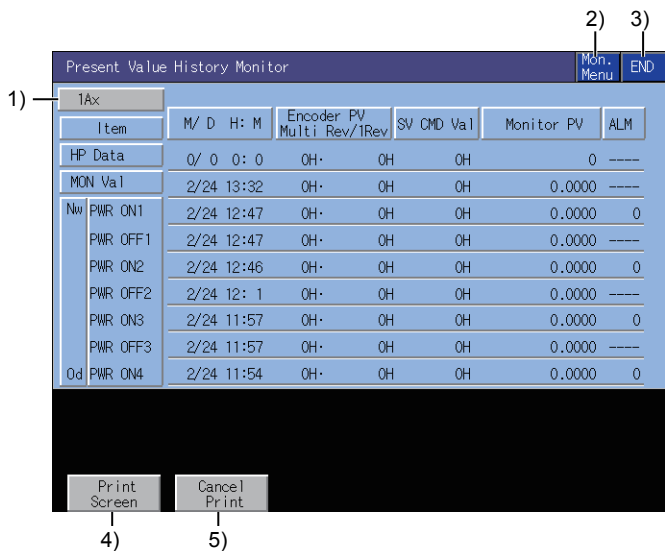 2) 3)
Present Value History Monitor Mon. Menu END
1) 1Ax
Item M/ D H: M Encoder PV Multi Rev/1Rev SV CMD Val Monitor PV ALM
HP Data 0/ 0 0: 0 0H· 0H 0H 0 ----
MON Val 2/24 13:32 0H· 0H 0H 0.0000 ----
Nw PWR ON1 2/24 12:47 0H· 0H 0H 0.0000 0
PWR OFF1 2/24 12:47 0H· 0H 0H 0.0000 ----
PWR ON2 2/24 12:46 0H· 0H 0H 0.0000 0
PWR OFF2 2/24 12: 1 0H· 0H 0H 0.0000 ----
PWR ON3 2/24 11:57 0H· 0H 0H 0.0000 0
PWR OFF3 2/24 11:57 0H· 0H 0H 0.0000 ----
Od PWR ON4 2/24 11:54 0H· 0H 0H 0.0000 0
Print Screen Cancel Print
4) 5)